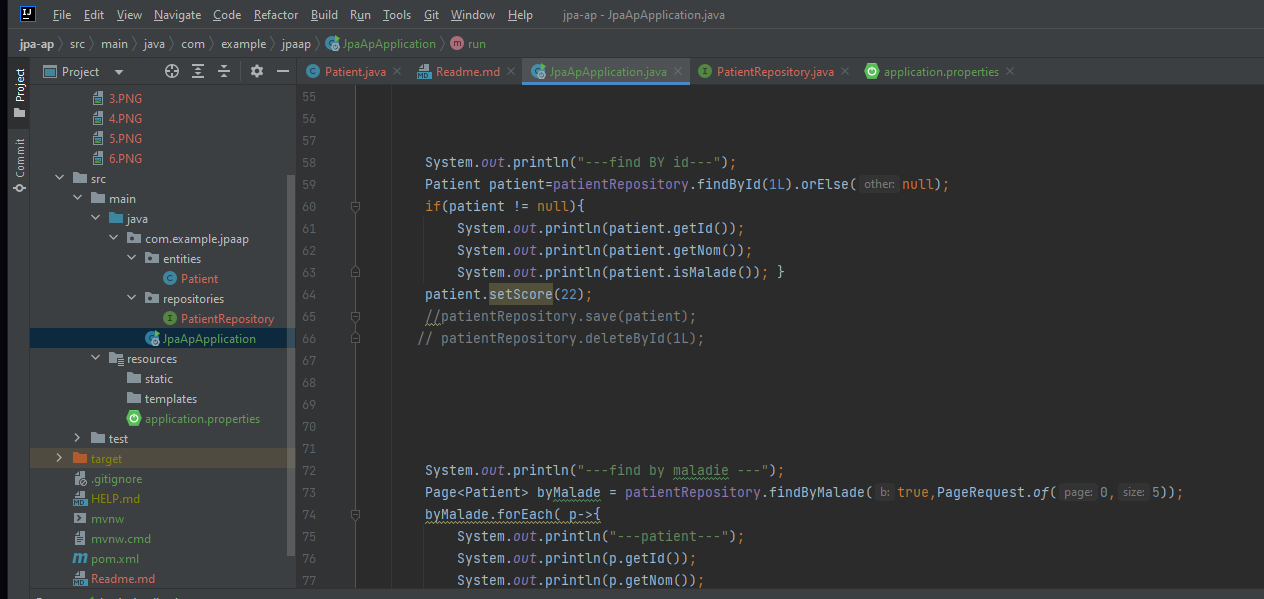 File Edit View Navigate Code Refactor Build Run Tools Git Window Help jpa-ap - JpaApApplication.java
jpa-ap src main java com example jpaap JpaApApplication run
Project
Patient.java Readme.md JpaApApplication.java PatientRepository.java application.properties
Project
Commit
3.PNG
4.PNG
5.PNG
6.PNG
src
main
java
com.example.jpaap
entities
Patient
repositories
PatientRepository
JpaApApplication
resources
static
templates
application.properties
test
target
.gitignore
HELP.md
mvnw
mvnw.cmd
pom.xml
Readme.md
55
56
57
58 System.out.println("---find BY id---");
59 Patient patient=patientRepository.findById(1L).orElse( other: null);
60 if(patient != null){
61 System.out.println(patient.getId());
62 System.out.println(patient.getNom());
63 System.out.println(patient.isMalade()); }
64 patient.setScore(22);
65 //patientRepository.save(patient);
66 // patientRepository.deleteById(1L);
67
68
69
70
71
72 System.out.println("---find by maladie ---");
73 Page<Patient> byMalade = patientRepository.findByMalade( b: true,PageRequest.of( page: 0, size: 5));
74 byMalade.forEach( p->{
75 System.out.println("---patient---");
76 System.out.println(p.getId());
77 System.out.println(p.getNom());